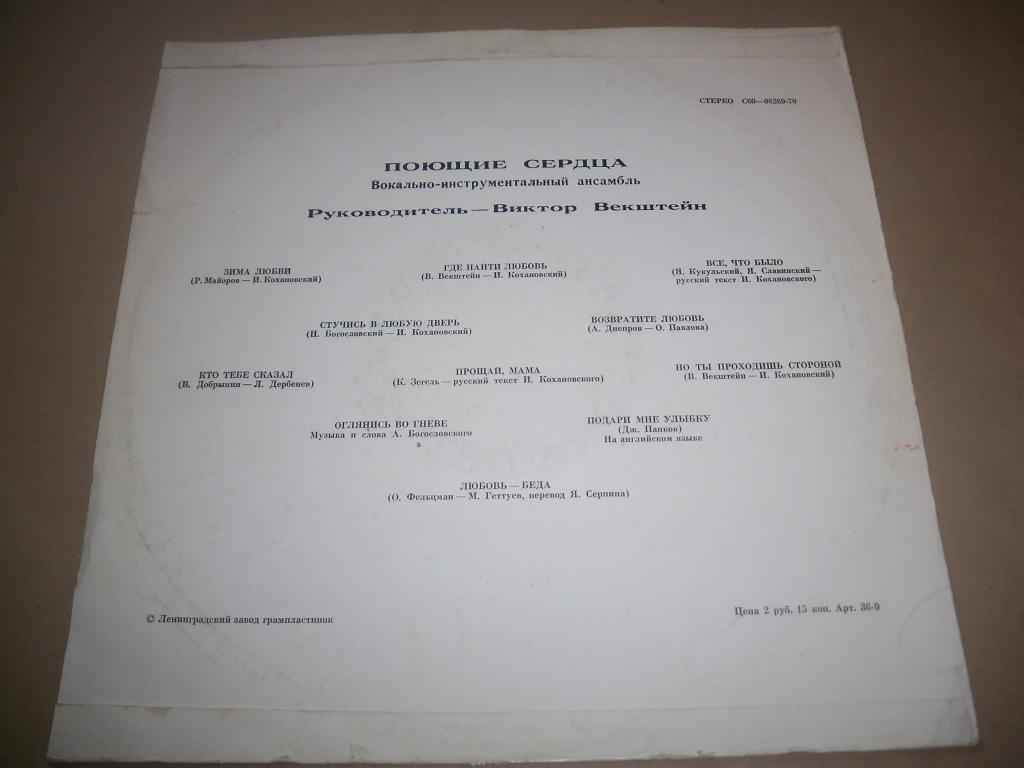 СТЕРЕО С60—06269-70
ПОЮЩИЕ СЕРДЦА
Вокально-инструментальный ансамбль
Руководитель — Виктор Векштейн
ЗИМА ЛЮБВИ
(Р. Майоров — И. Кохановский)
ГДЕ НАЙТИ ЛЮБОВЬ
(В. Векштейн — И. Кохановский)
ВСЕ, ЧТО БЫЛО
(Я. Кукульский, Я. Славинский —
русский текст И. Кохановского)
СТУЧИСЬ В ЛЮБУЮ ДВЕРЬ
(Н. Богословский — И. Кохановский)
ВОЗВРАТИТЕ ЛЮБОВЬ
(А. Днепров — О. Павлова)
КТО ТЕБЕ СКАЗАЛ
(В. Добрынин — Л. Дербенев)
ПРОЩАЙ, МАМА
(К. Зегель — русский текст И. Кохановского)
НО ТЫ ПРОХОДИШЬ СТОРОНОЙ
(В. Векштейн — И. Кохановский)
ОГЛЯНИСЬ ВО ГНЕВЕ
Музыка и слова А. Богословского
ПОДАРИ МНЕ УЛЫБКУ
(Дж. Панков)
На английском языке
ЛЮБОВЬ — БЕДА
(О. Фельцман — М. Геттуев, перевод Я. Серпина)
© Ленинградский завод грампластинок
Цена 2 руб. 15 коп. Арт. 36-9